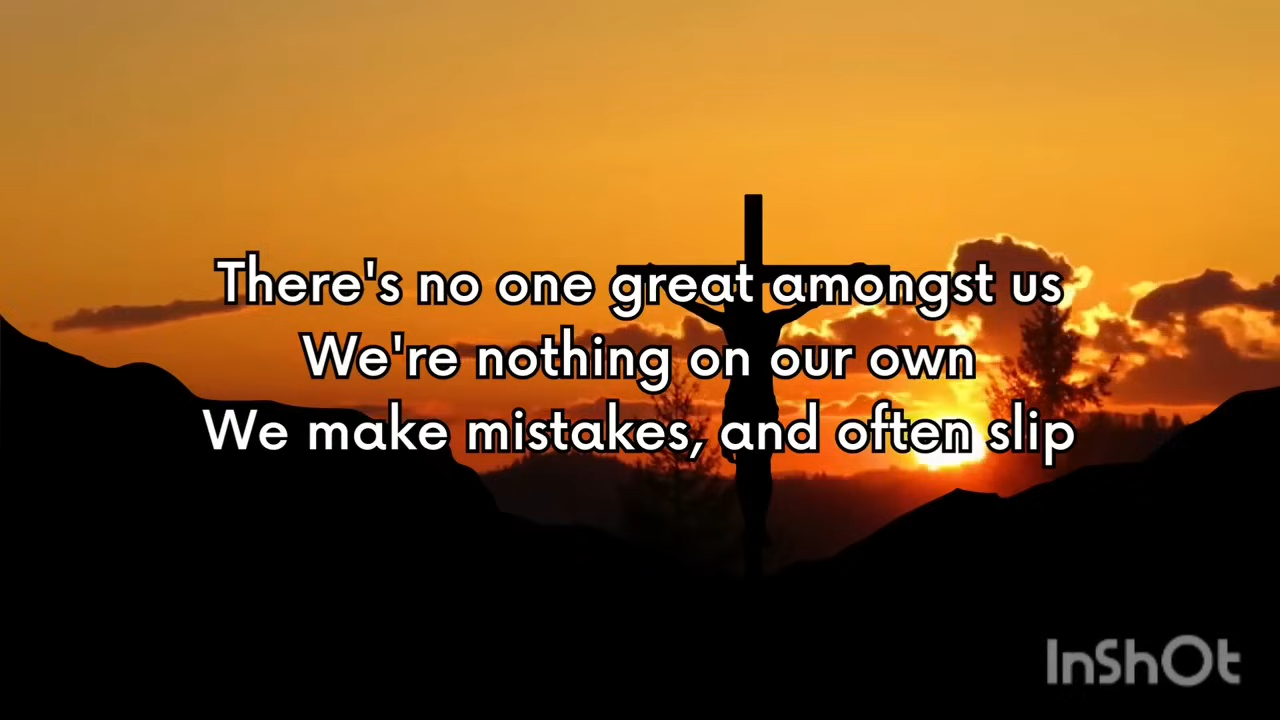 There's no one great amongst us
We're nothing on our own
We make mistakes, and often slip
InShOt